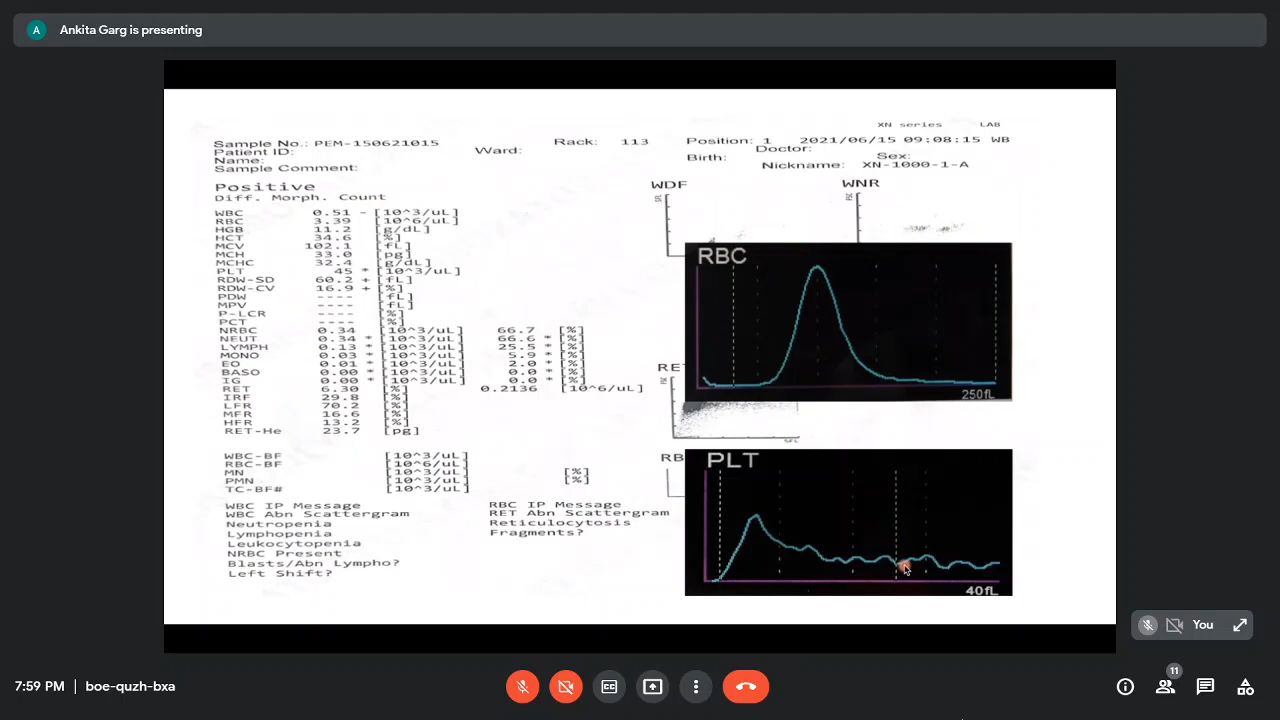 A Ankita Garg is presenting
XN series LAB
Sample No.: PEM-150621015 Rack: 113 Position: 1 2021/06/15 09:08:15 WB
Patient ID: Ward: Doctor:
Name: Birth: Sex:
Sample Comment: Nickname: XN-1000-1-A
Positive
Diff. Morph. Count
WDF WNR
WBC 0.51 - [10^3/uL]
RBC 3.39 [10^6/uL]
HGB 11.2 [g/dL]
HCT 34.6 [%]
MCV 102.1 [fL]
MCH 33.0 [pg]
MCHC 32.4 [g/dL]
PLT 45 * [10^3/uL]
RDW-SD 60.2 + [fL]
RDW-CV 16.9 + [%]
PDW ---- [fL]
MPV ---- [fL]
P-LCR ---- [%]
PCT ---- [%]
NRBC 0.34 [10^3/uL] 66.7 [%]
NEUT 0.34 * [10^3/uL] 66.6 * [%]
LYMPH 0.13 * [10^3/uL] 25.5 * [%]
MONO 0.03 * [10^3/uL] 5.9 * [%]
EO 0.01 * [10^3/uL] 2.0 * [%]
BASO 0.00 * [10^3/uL] 0.0 * [%]
IG 0.00 * [10^3/uL] 0.0 * [%]
RET 6.30 [%] 0.2136 [10^6/uL]
IRF 29.8 [%]
LFR 70.2 [%]
MFR 16.6 [%]
HFR 13.2 [%]
RET-He 23.7 [pg]
WBC-BF [10^3/uL]
RBC-BF [10^6/uL]
MN [10^3/uL] [%]
PMN [10^3/uL] [%]
TC-BF# [10^3/uL]
WBC IP Message
WBC Abn Scattergram
Neutropenia
Lymphopenia
Leukocytopenia
NRBC Present
Blasts/Abn Lympho?
Left Shift?
RBC IP Message
RET Abn Scattergram
Reticulocytosis
Fragments?
RBC
250fL
RE
SFL
RB
PLT
40fL
You
7:59 PM | boe-quzh-bxa
11